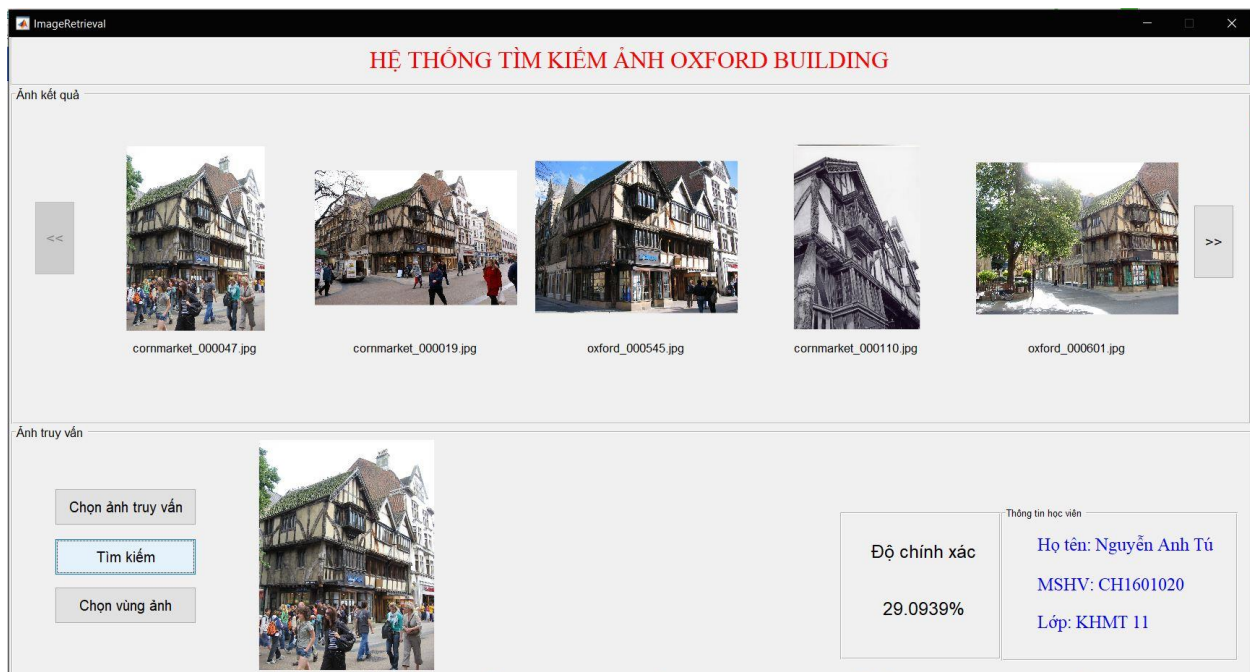 ImageRetrieval
HỆ THỐNG TÌM KIẾM ẢNH OXFORD BUILDING
Ảnh kết quả
<<
>>
cornmarket_000047.jpg
cornmarket_000019.jpg
oxford_000545.jpg
cornmarket_000110.jpg
oxford_000601.jpg
Ảnh truy vấn
Chọn ảnh truy vấn
Tìm kiếm
Chọn vùng ảnh
Độ chính xác
29.0939%
Thông tin học viên
Họ tên: Nguyễn Anh Tú
MSHV: CH1601020
Lớp: KHMT 11